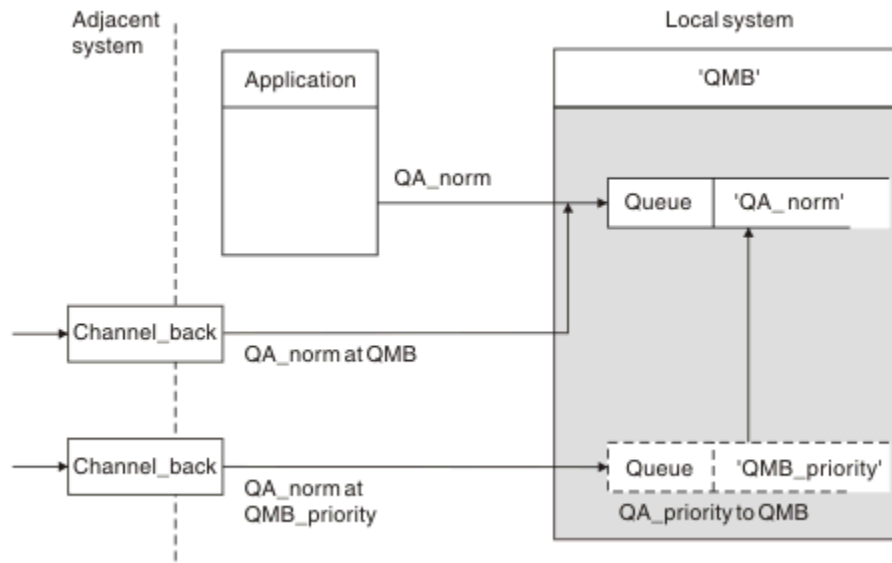 Adjacent
system
Local system
Application
'QMB'
QA_norm
Queue
'QA_norm'
Channel_back
QA_norm at QMB
Channel_back
Queue
'QMB_priority'
QA_norm at
QMB_priority
QA_priority to QMB